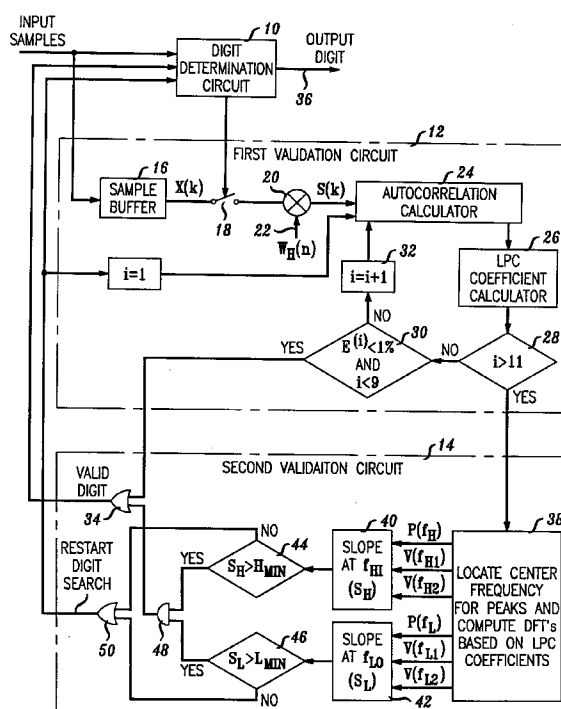 INPUT
SAMPLES
10
DIGIT
DETERMINATION
CIRCUIT
OUTPUT
DIGIT
36
12
FIRST VALIDATION CIRCUIT
16
SAMPLE
BUFFER
X(k)
18
20
S(k)
22
W_H(n)
24
AUTOCORRELATION
CALCULATOR
26
LPC
COEFFICIENT
CALCULATOR
i=1
32
i=i+1
NO
30
E^(i)<1%
AND
i<9
YES
NO
28
i>11
YES
14
SECOND VALIDAITON CIRCUIT
VALID
DIGIT
34
RESTART
DIGIT
SEARCH
50
48
NO
44
YES
S_H>H_MIN
40
SLOPE
AT f_HI
(S_H)
P(f_H)
V(f_H1)
V(f_H2)
38
LOCATE CENTER
FREQUENCY
FOR PEAKS AND
COMPUTE DFT's
BASED ON LPC
COEFFICIENTS
YES
46
S_L>L_MIN
NO
SLOPE
AT f_LO
(S_L)
42
P(f_L)
V(f_L1)
V(f_L2)